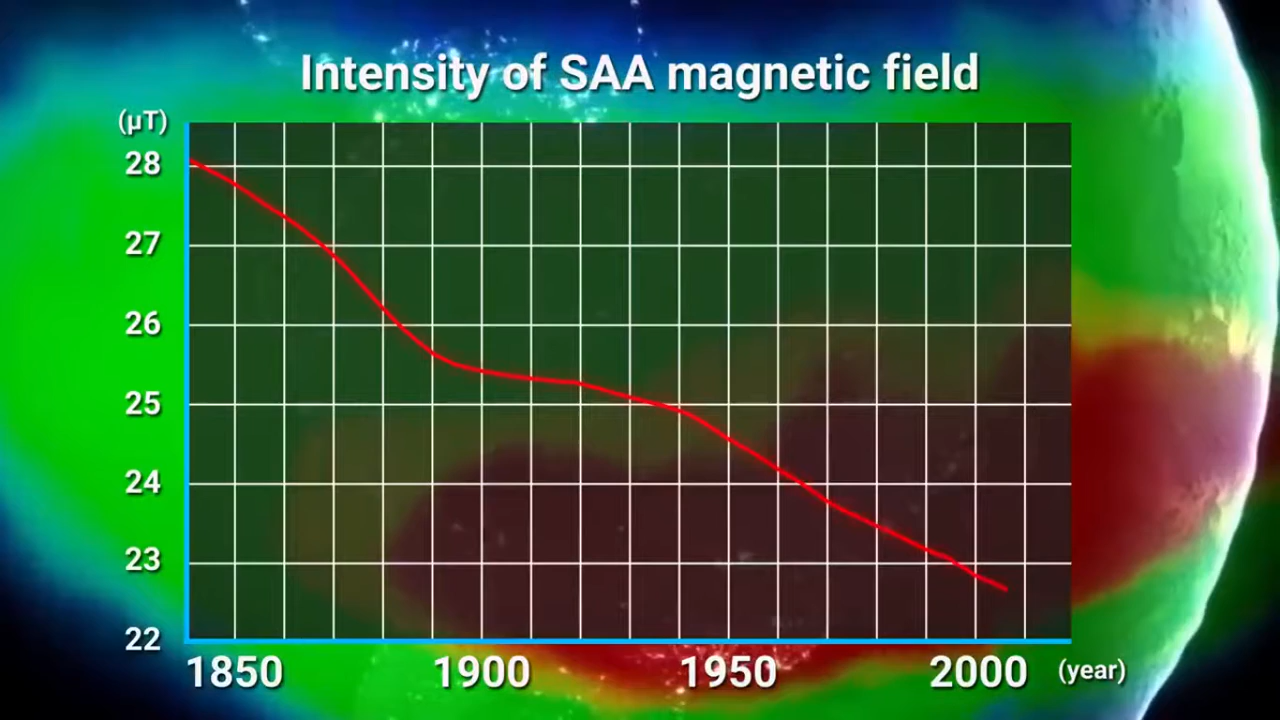 Intensity of SAA magnetic field
(μT)
28
27
26
25
24
23
22
1850 1900 1950 2000 (year)